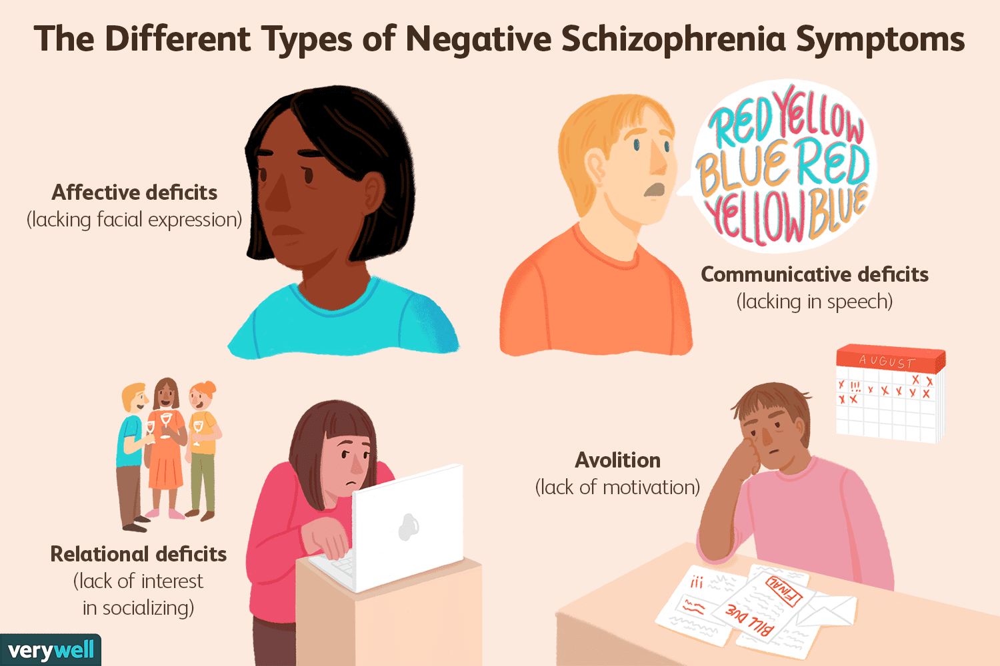 The Different Types of Negative Schizophrenia Symptoms
Affective deficits
(lacking facial expression)
RED YELLOW
BLUE RED
YELLOW BLUE
Communicative deficits
(lacking in speech)
Relational deficits
(lack of interest
in socializing)
Avolition
(lack of motivation)
AUGUST
X X
X !!! X X X X X
X X
!!!
FINAL
BILL DUE
verywell